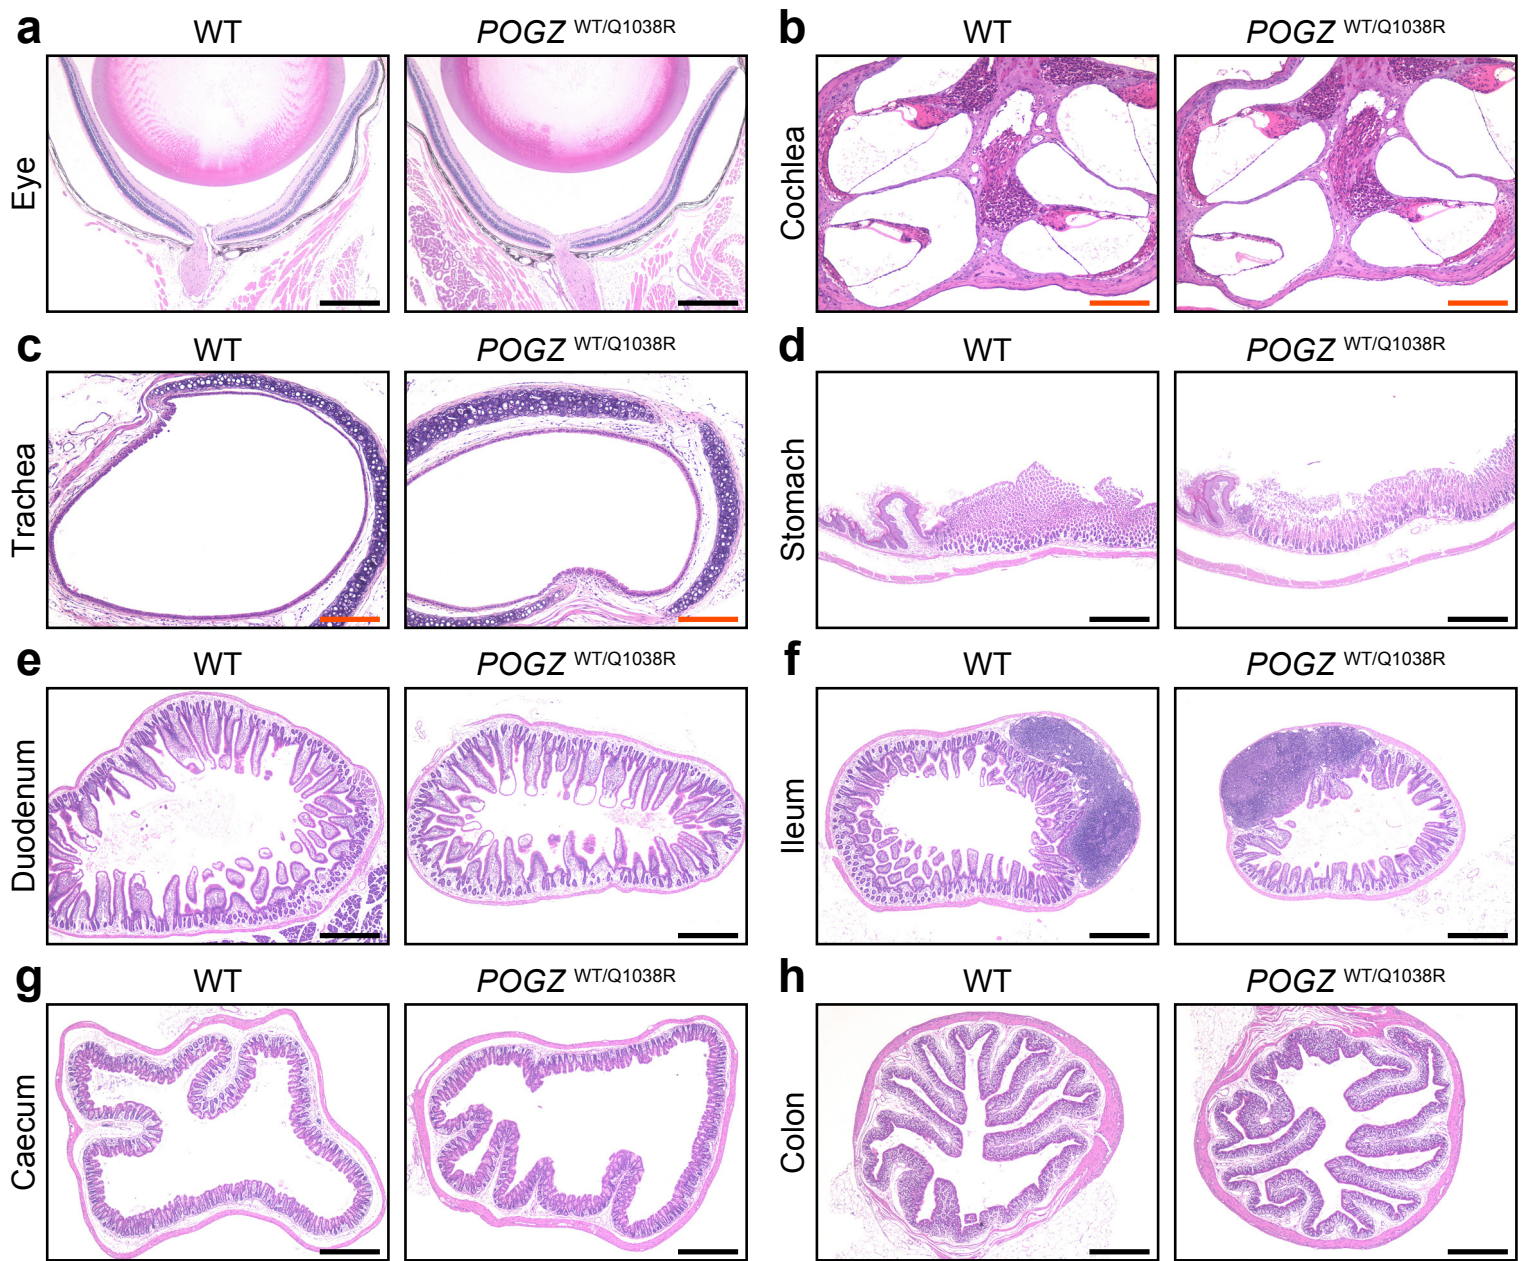 a WT POGZ WT/Q1038R
Eye
b WT POGZ WT/Q1038R
Cochlea
c WT POGZ WT/Q1038R
Trachea
d WT POGZ WT/Q1038R
Stomach
e WT POGZ WT/Q1038R
Duodenum
f WT POGZ WT/Q1038R
Ileum
g WT POGZ WT/Q1038R
Caecum
h WT POGZ WT/Q1038R
Colon